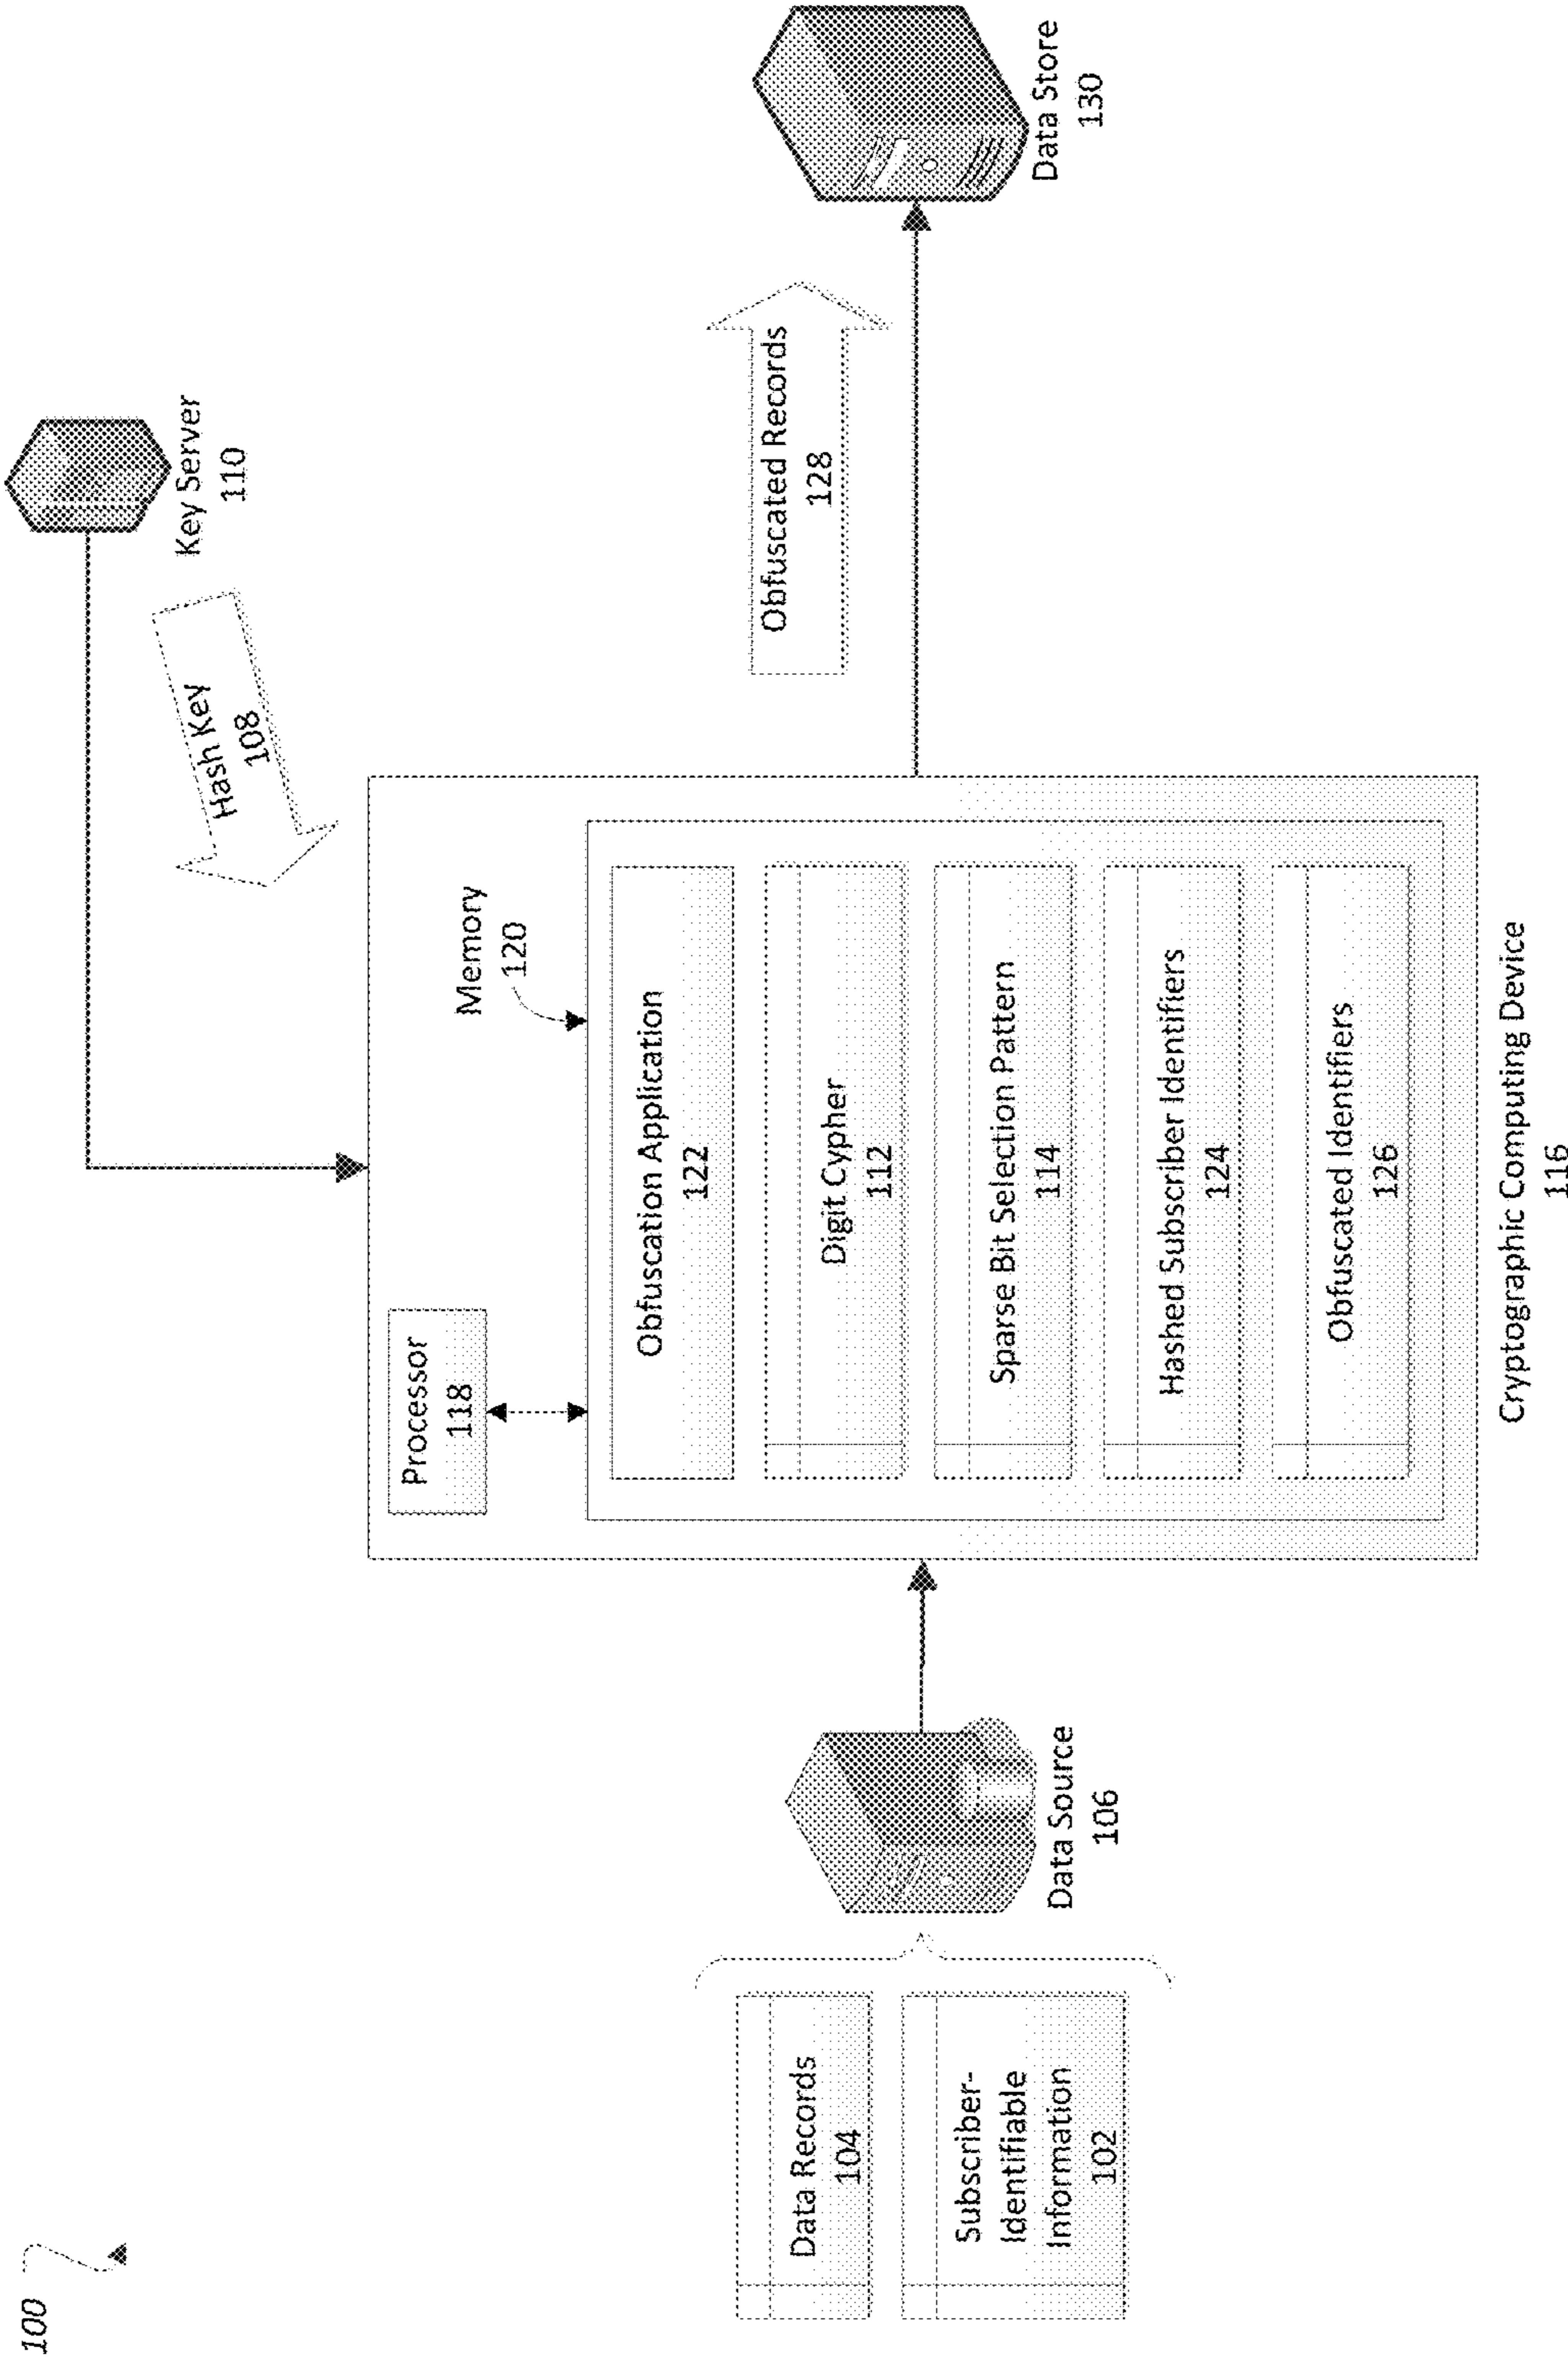 100
Key Server
110
Hash Key
108
Processor
118
Memory
120
Obfuscation Application
122
Digit Cypher
112
Sparse Bit Selection Pattern
114
Hashed Subscriber Identifiers
124
Obfuscated Identifiers
126
Cryptographic Computing Device
116
Data Records
104
Subscriber-
Identifiable
Information
102
Data Source
106
Obfuscated Records
128
Data Store
130